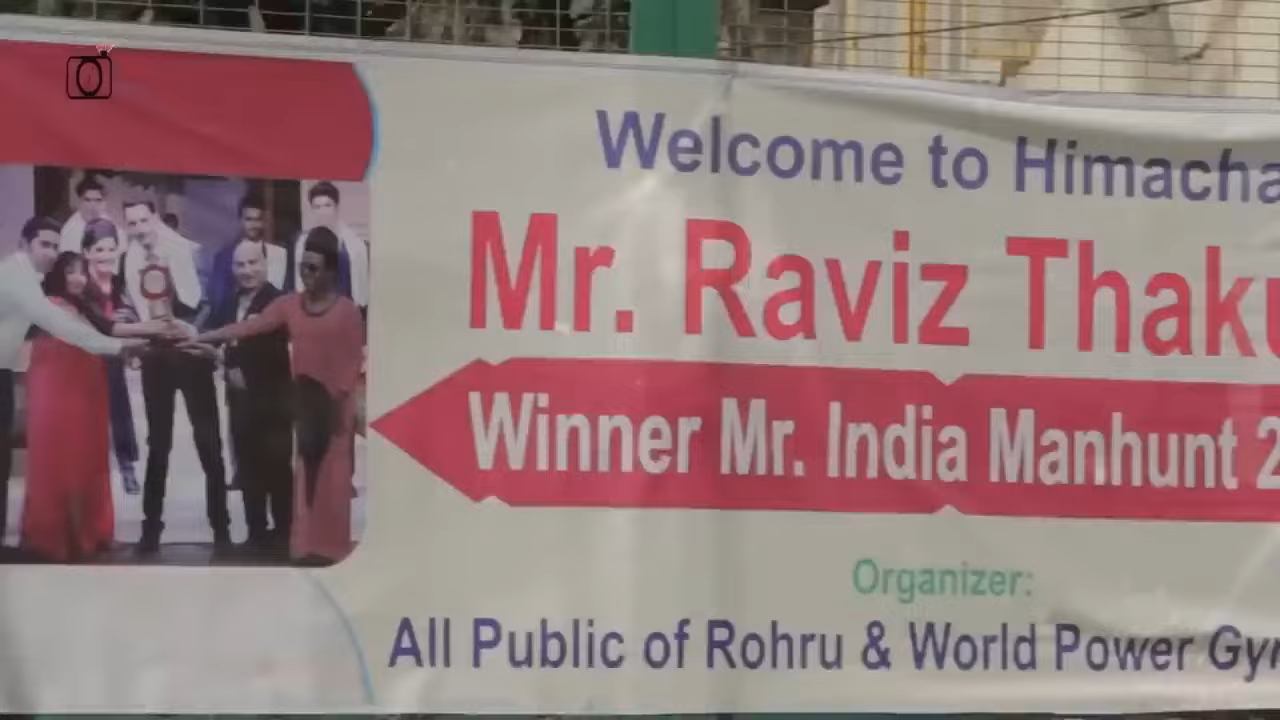 Welcome to Himacha
Mr. Raviz Thaku
Winner Mr. India Manhunt 2
Organizer:
All Public of Rohru & World Power Gy